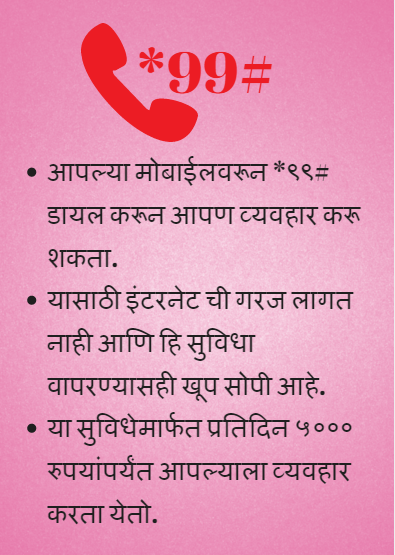 *99#
• आपल्या मोबाईलवरून *९९#
डायल करून आपण व्यवहार करू
शकता.
• यासाठी इंटरनेट ची गरज लागत
नाही आणि हि सुविधा
वापरण्यासही खूप सोपी आहे.
• या सुविधेमार्फत प्रतिदिन ५०००
रुपयांपर्यंत आपल्याला व्यवहार
करता येतो.